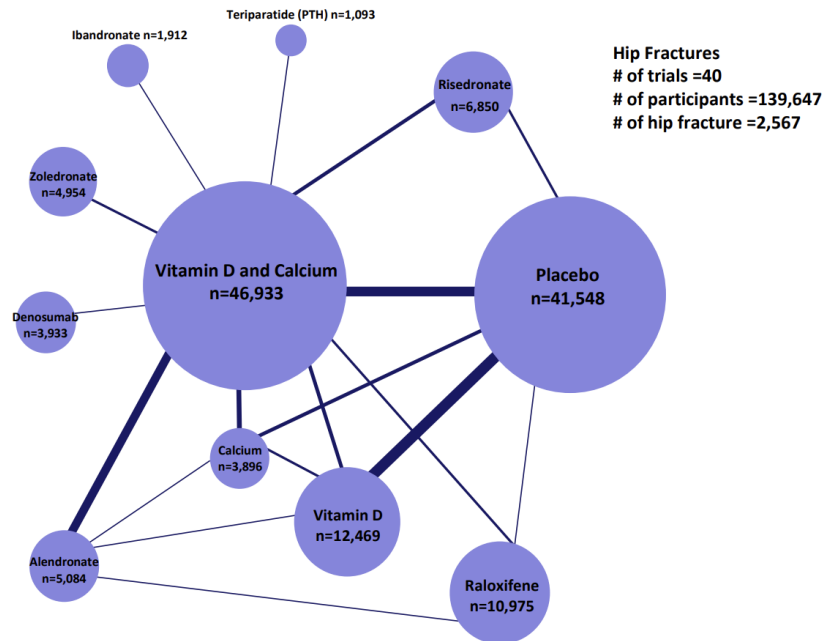 Teriparatide (PTH) n=1,093
Ibandronate n=1,912
Hip Fractures
# of trials =40
# of participants =139,647
# of hip fracture =2,567
Risedronate
n=6,850
Zoledronate
n=4,954
Vitamin D and Calcium
n=46,933
Placebo
n=41,548
Denosumab
n=3,933
Calcium
n=3,896
Vitamin D
n=12,469
Alendronate
n=5,084
Raloxifene
n=10,975